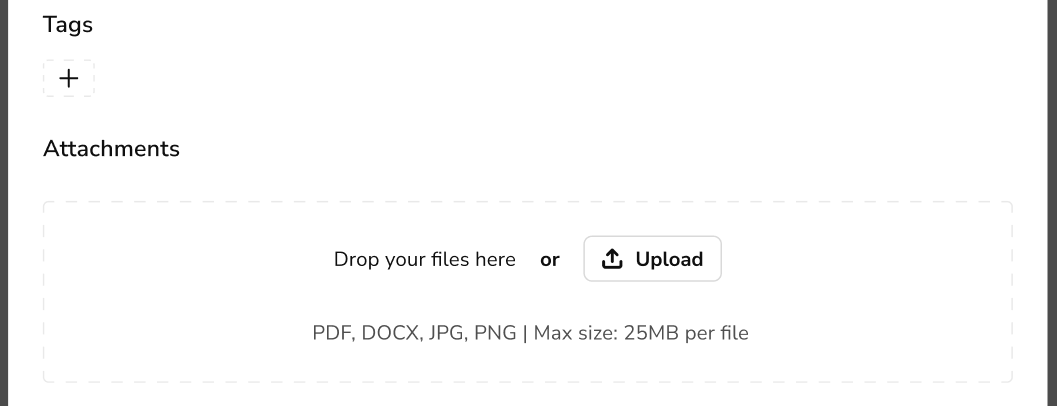 Tags
+
Attachments
Drop your files here or Upload
PDF, DOCX, JPG, PNG | Max size: 25MB per file